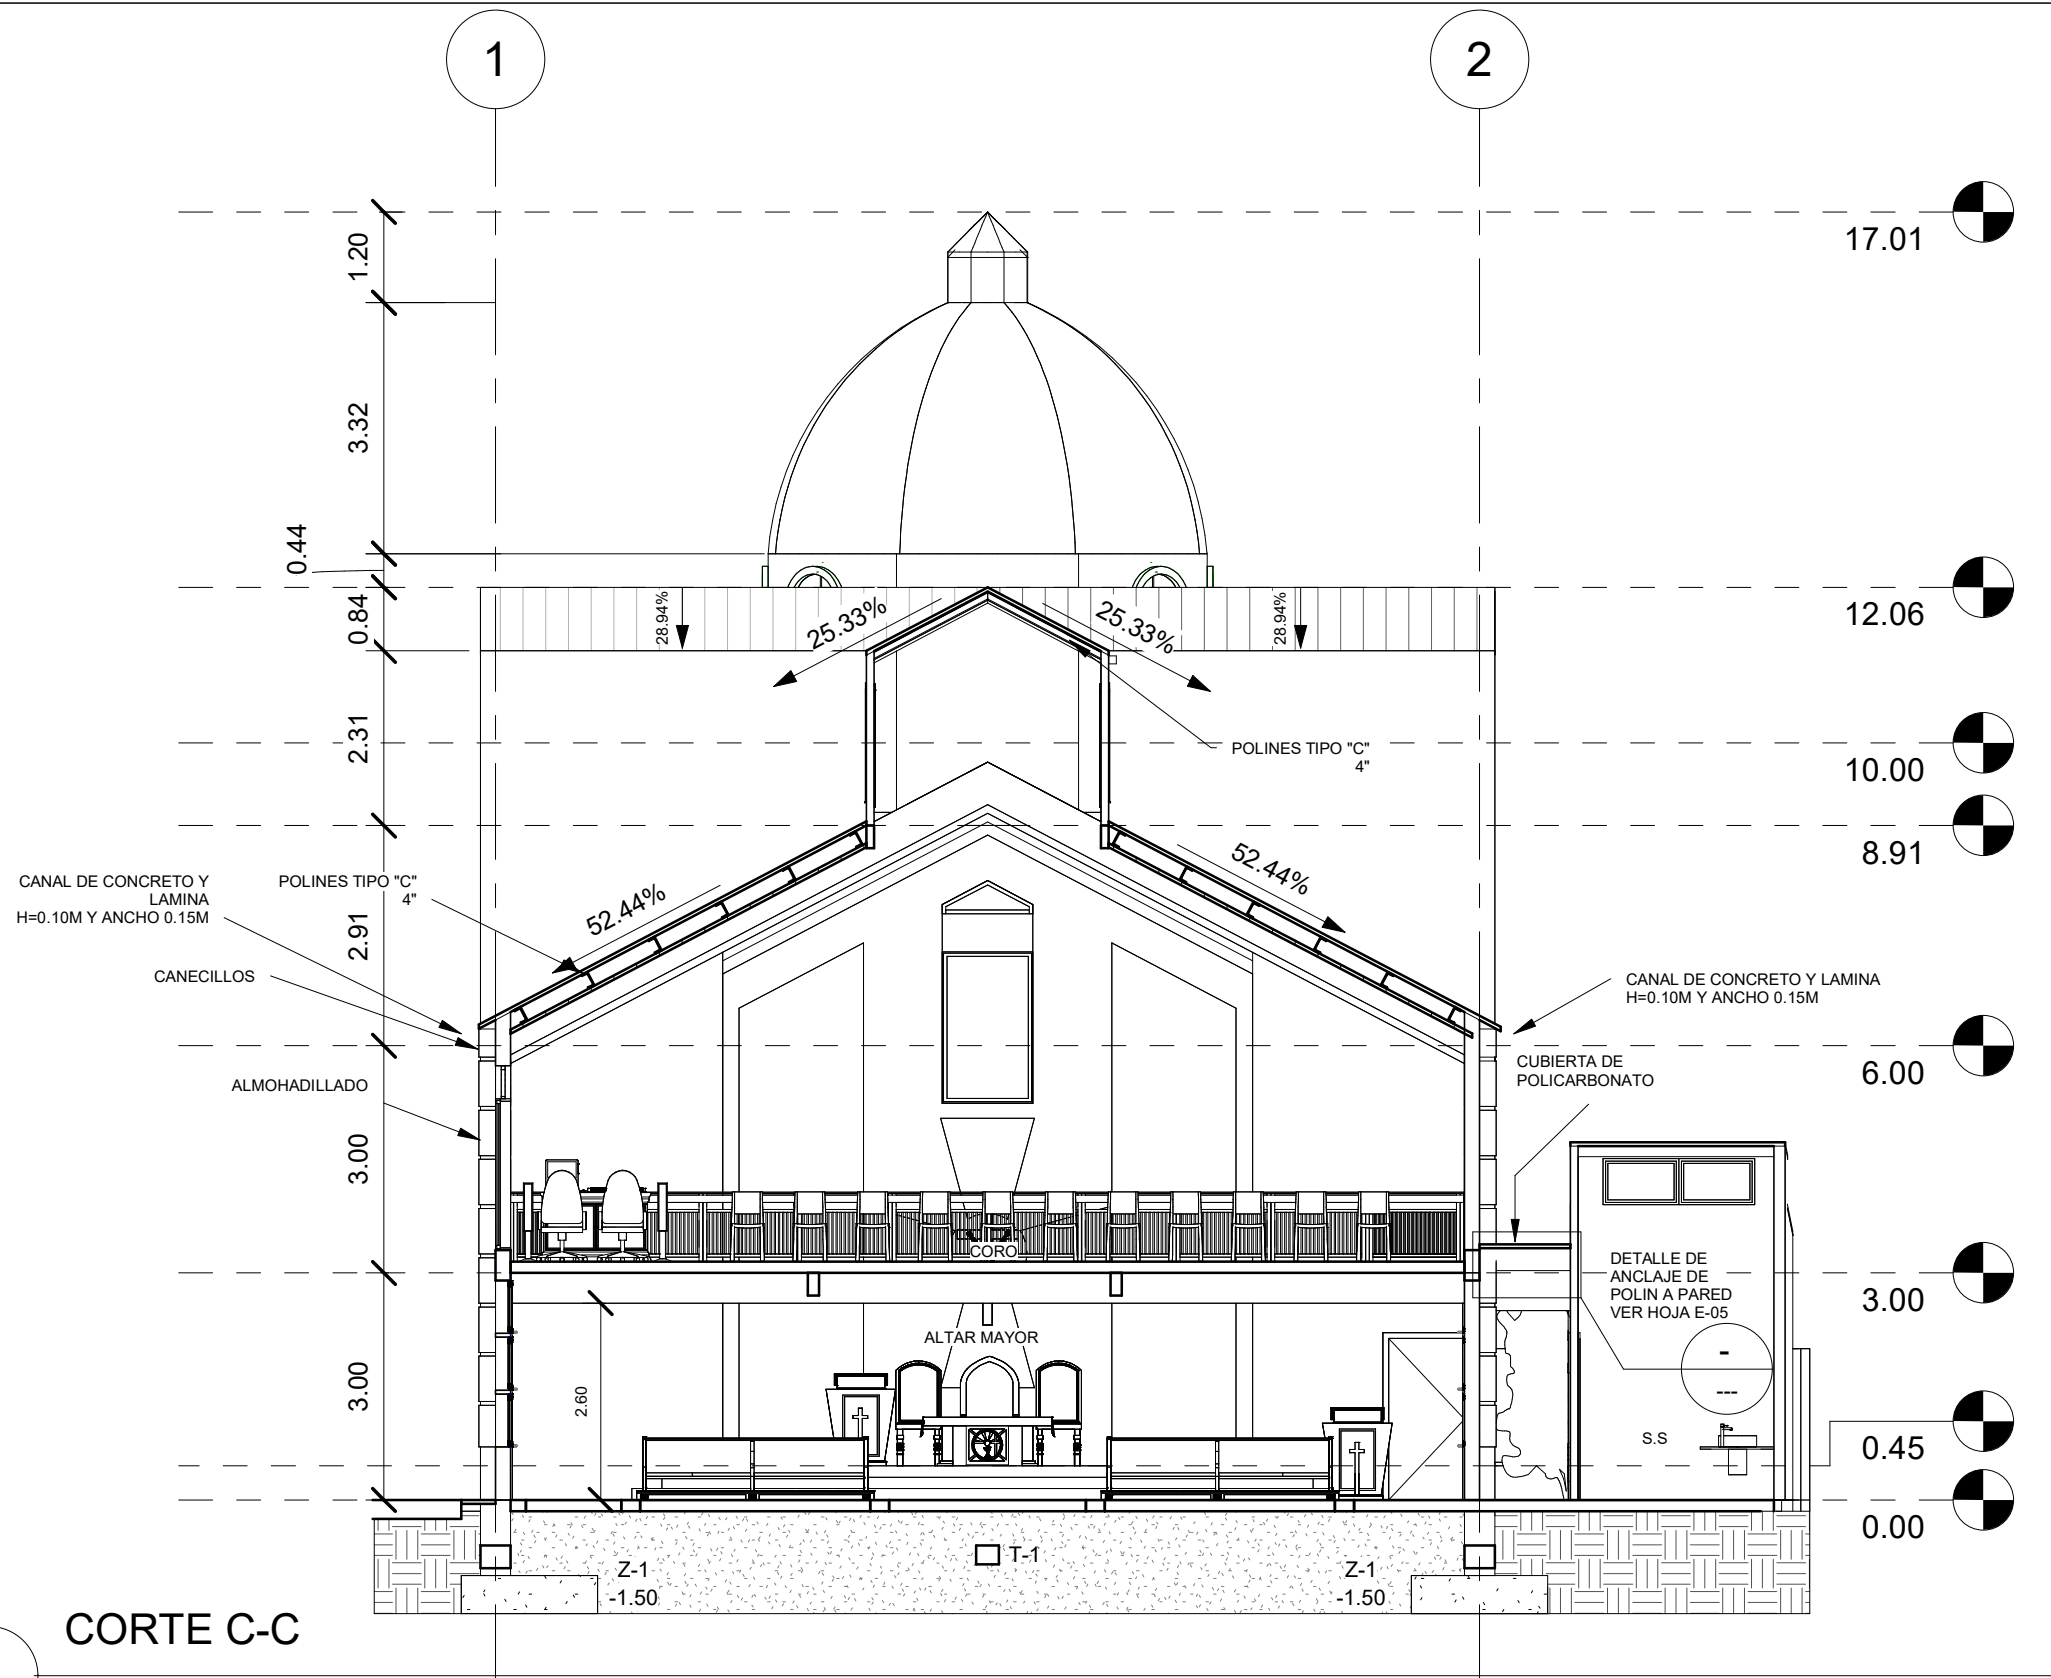 1
2
17.01
1.20
3.32
0.44
12.06
0.84
28.94%
25.33%
25.33%
28.94%
2.31
POLINES TIPO "C"
4"
10.00
8.91
52.44%
52.44%
CANAL DE CONCRETO Y
LAMINA
H=0.10M Y ANCHO 0.15M
POLINES TIPO "C"
4"
2.91
CANECILLOS
CANAL DE CONCRETO Y LAMINA
H=0.10M Y ANCHO 0.15M
6.00
CUBIERTA DE
POLICARBONATO
ALMOHADILLADO
3.00
CORO
DETALLE DE
ANCLAJE DE
POLIN A PARED
VER HOJA E-05
3.00
ALTAR MAYOR
-
---
3.00
2.60
S.S
0.45
0.00
T-1
Z-1
-1.50
Z-1
-1.50
CORTE C-C